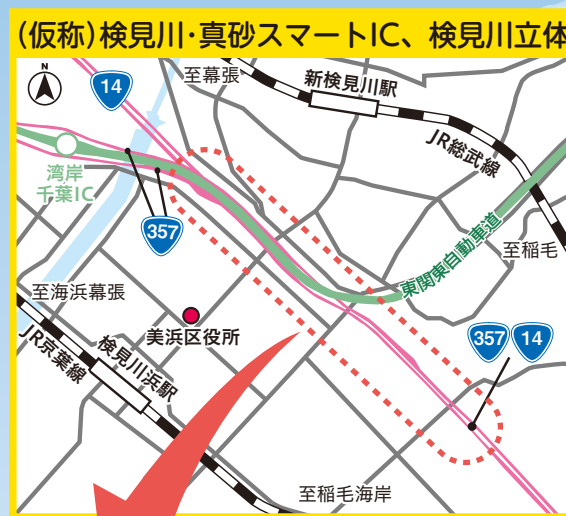 (仮称)検見川・真砂スマートIC、検見川立体
N
14
至幕張
新検見川駅
JR総武線
湾岸
千葉IC
357
東関東自動車道
至稲毛
至海浜幕張
美浜区役所
JR京葉線
検見川浜駅
357
14
至稲毛海岸